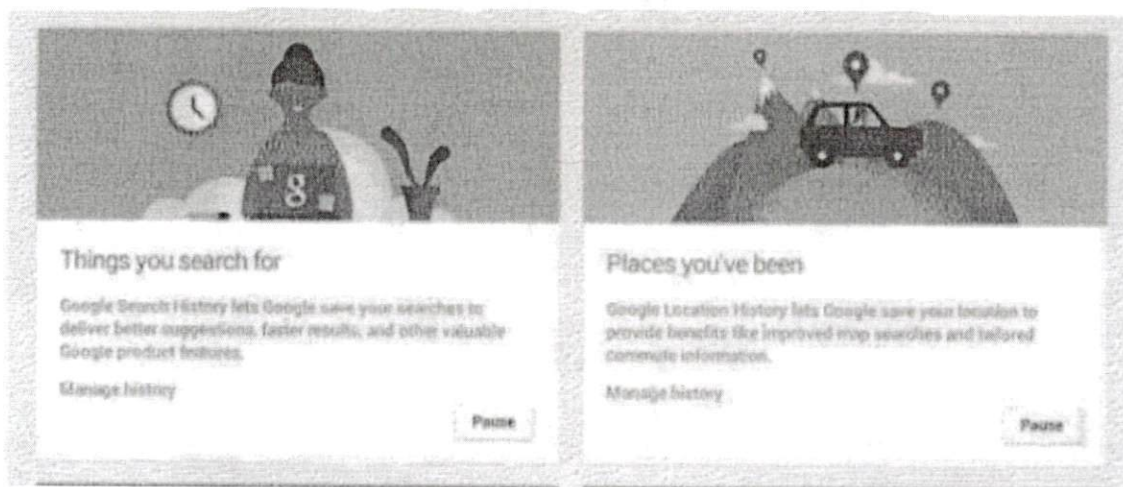 g
Things you search for
Google Search History lets Google save your searches to
deliver better suggestions, faster results, and other valuable
Google product features.
Manage history
Pause
Places you've been
Google Location History lets Google save your location to
provide benefits like improved map searches and tailored
commute information.
Manage history
Pause